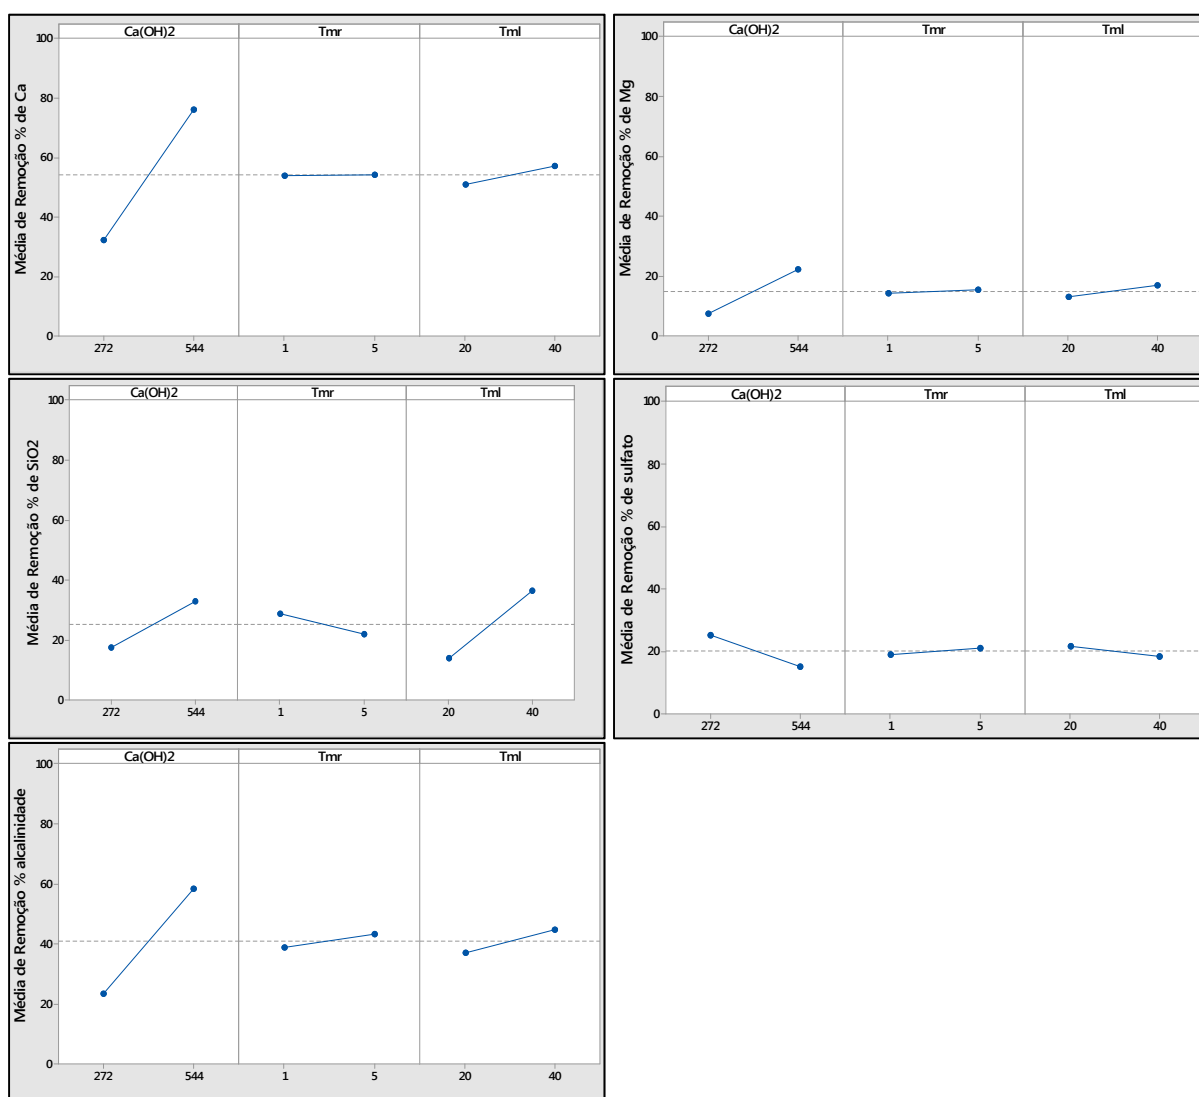 Ca(OH)2 Tmr Tml
Média de Remoção % de Ca
100
80
60
40
20
0
272 544 1 5 20 40
Ca(OH)2 Tmr Tml
Média de Remoção % de Mg
100
80
60
40
20
0
272 544 1 5 20 40
Ca(OH)2 Tmr Tml
Média de Remoção % de SiO2
100
80
60
40
20
0
272 544 1 5 20 40
Ca(OH)2 Tmr Tml
Média de Remoção % de sulfato
100
80
60
40
20
0
272 544 1 5 20 40
Ca(OH)2 Tmr Tml
Média de Remoção % alcalinidade
100
80
60
40
20
0
272 544 1 5 20 40